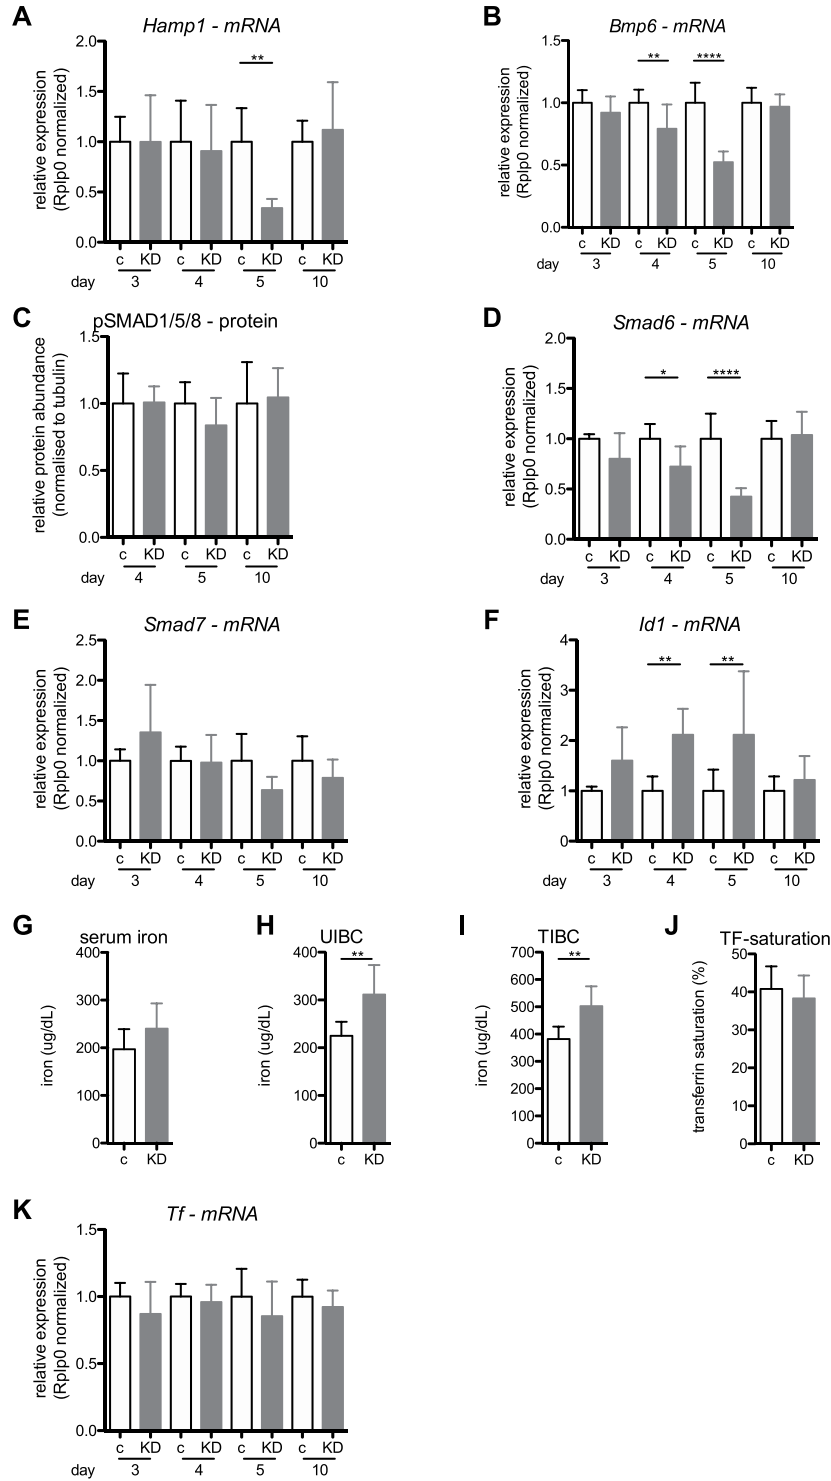 A
Hamp1 - mRNA
relative expression
(Rplp0 normalized)
2.0
1.5
1.0
0.5
0.0
**
c KD c KD c KD c KD
day 3 4 5 10
B
Bmp6 - mRNA
relative expression
(Rplp0 normalized)
1.5
1.0
0.5
0.0
** ****
c KD c KD c KD c KD
day 3 4 5 10
C
pSMAD1/5/8 - protein
relative protein abundance
(normalised to tubulin)
1.5
1.0
0.5
0.0
c KD c KD c KD
day 4 5 10
D
Smad6 - mRNA
relative expression
(Rplp0 normalized)
2.0
1.5
1.0
0.5
0.0
* ****
c KD c KD c KD c KD
day 3 4 5 10
E
Smad7 - mRNA
relative expression
(Rplp0 normalized)
2.5
2.0
1.5
1.0
0.5
0.0
c KD c KD c KD c KD
day 3 4 5 10
F
Id1 - mRNA
relative expression
(Rplp0 normalized)
4
3
2
1
0
** **
c KD c KD c KD c KD
day 3 4 5 10
G
serum iron
iron (ug/dL)
400
300
200
100
0
c KD
H
UIBC
iron (ug/dL)
400
300
200
100
0
**
c KD
I
TIBC
iron (ug/dL)
700
600
500
400
300
200
100
0
**
c KD
J
TF-saturation
transferrin saturation (%)
50
40
30
20
10
0
c KD
K
Tf - mRNA
relative expression
(Rplp0 normalized)
1.5
1.0
0.5
0.0
c KD c KD c KD c KD
day 3 4 5 10